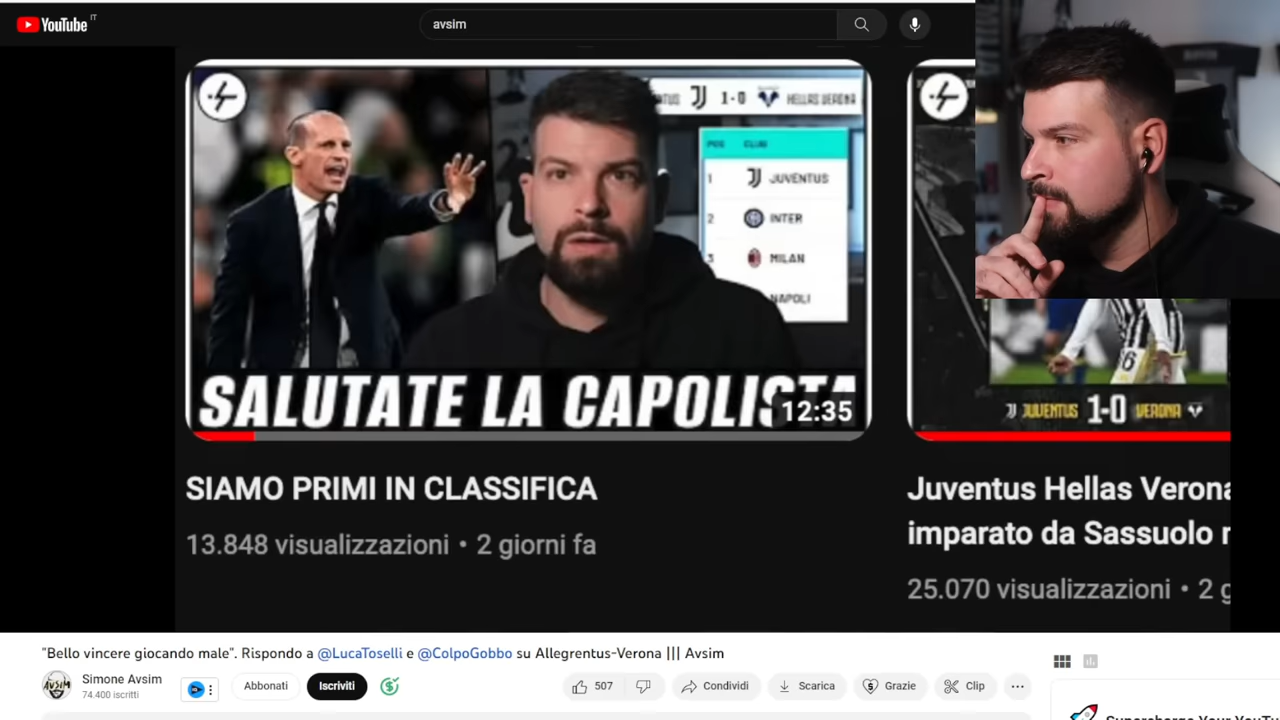 YouTube IT
avsim
1-0 HELLAS VERONA
POS CLUB
1 JUVENTUS
2 INTER
3 MILAN
NAPOLI
SALUTATE LA CAPOLISTA
12:35
JUVENTUS 1-0 VERONA
SIAMO PRIMI IN CLASSIFICA
13.848 visualizzazioni • 2 giorni fa
Juventus Hellas Verona
imparato da Sassuolo
25.070 visualizzazioni • 2 g
"Bello vincere giocando male". Rispondo a @LucaToselli e @ColpoGobbo su Allegrentus-Verona ||| Avsim
Simone Avsim
74.400 iscritti
Abbonati
Iscriviti
507
Condividi
Scarica
Grazie
Clip
Supercharge Your YouTu